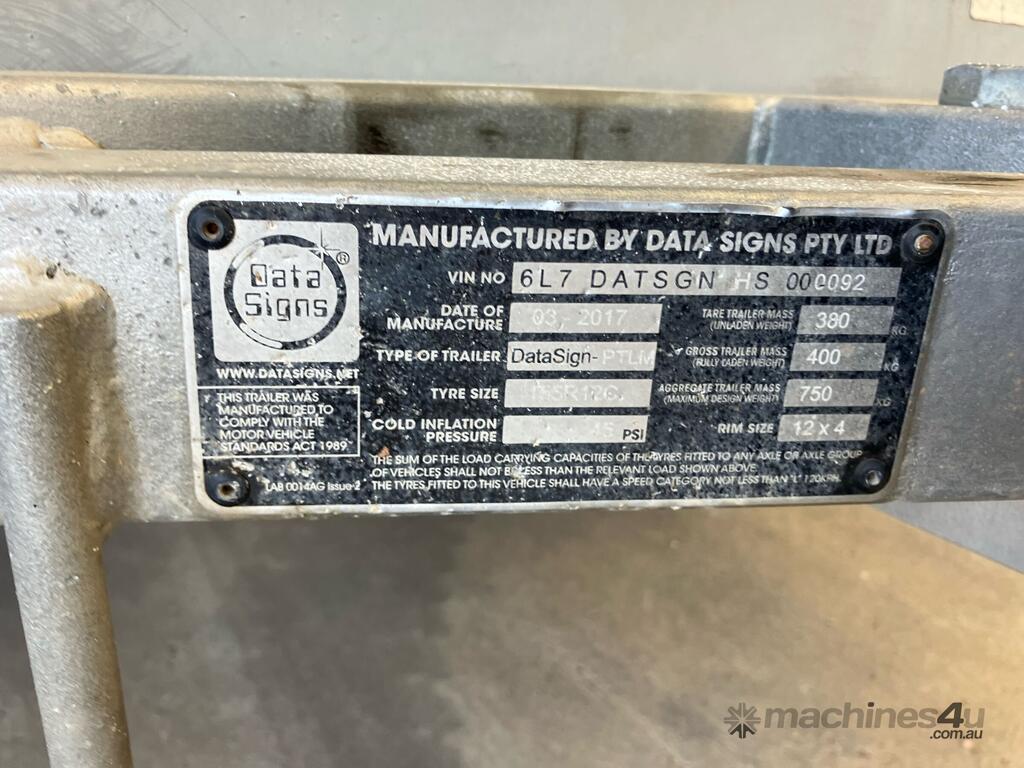 Data
Signs
®
WWW.DATASIGNS.NET
THIS TRAILER WAS
MANUFACTURED TO
COMPLY WITH THE
MOTOR VEHICLE
STANDARDS ACT 1989
LAB 0014AG Issue 2
MANUFACTURED BY DATA SIGNS PTY LTD
VIN NO 6L7 DATSGN HS 000092
DATE OF
MANUFACTURE 03-2017
TYPE OF TRAILER DataSign-PTLM
TYRE SIZE
COLD INFLATION
PRESSURE 45 PSI
TARE TRAILER MASS
(UNLADEN WEIGHT) 380 KG
GROSS TRAILER MASS
(FULLY LADEN WEIGHT) 400 KG
AGGREGATE TRAILER MASS
(MAXIMUM DESIGN WEIGHT) 750 KG
RIM SIZE 12 x 4
THE SUM OF THE LOAD CARRYING CAPACITIES OF THE TYRES FITTED TO ANY AXLE OR AXLE GROUP
OF VEHICLES SHALL NOT BE LESS THAN THE RELEVANT LOAD SHOWN ABOVE.
THE TYRES FITTED TO THIS VEHICLE SHALL HAVE A SPEED CATEGORY NOT LESS THAN "L" 120KPH.
machines4u
.com.au